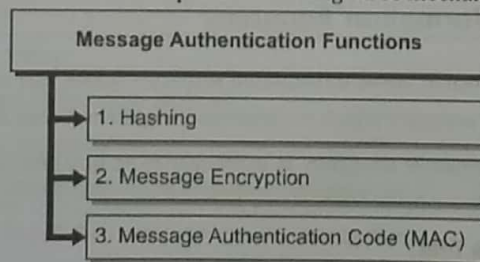 Message Authentication Functions
1. Hashing
2. Message Encryption
3. Message Authentication Code (MAC)